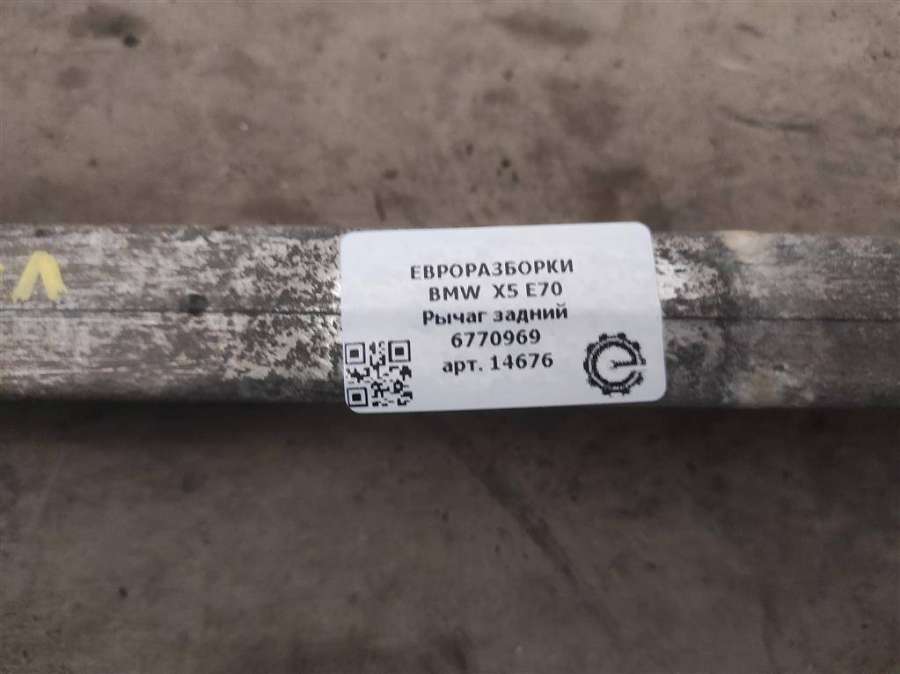 ЕВРОРАЗБОРКИ
BMW X5 E70
Рычаг задний
6770969
арт. 14676